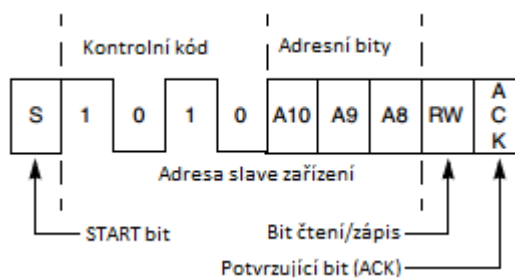 Kontrolní kód Adresní bity
S 1 0 1 0 A10 A9 A8 RW ACK
Adresa slave zařízení
START bit Bit čtení/zápis
Potvrzující bit (ACK)